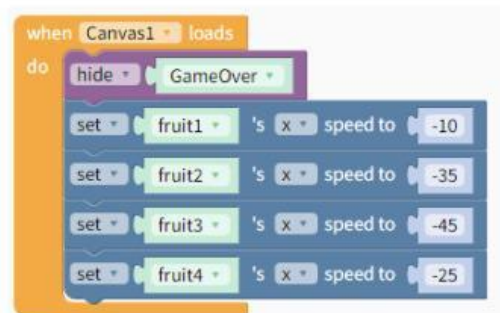 when Canvas1 loads
do hide GameOver
set fruit1 's x speed to -10
set fruit2 's x speed to -35
set fruit3 's x speed to -45
set fruit4 's x speed to -25